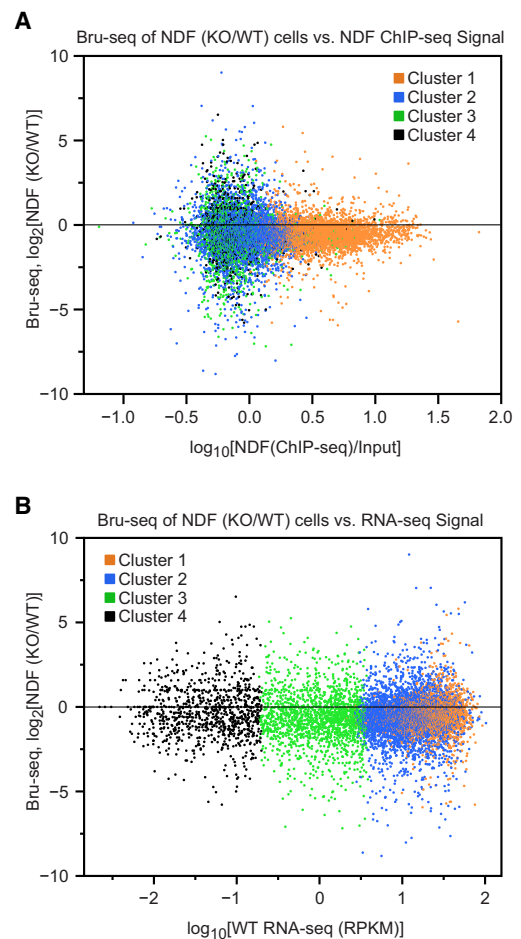 A
Bru-seq of NDF (KO/WT) cells vs. NDF ChIP-seq Signal
10
5
0
−5
−10
Bru-seq, log2[NDF (KO/WT)]
Cluster 1
Cluster 2
Cluster 3
Cluster 4
−1.0
−0.5
0.0
0.5
1.0
1.5
2.0
log10[NDF(ChIP-seq)/Input]
B
Bru-seq of NDF (KO/WT) cells vs. RNA-seq Signal
10
5
0
−5
−10
Bru-seq, log2[NDF (KO/WT)]
Cluster 1
Cluster 2
Cluster 3
Cluster 4
−2
−1
0
1
2
log10[WT RNA-seq (RPKM)]